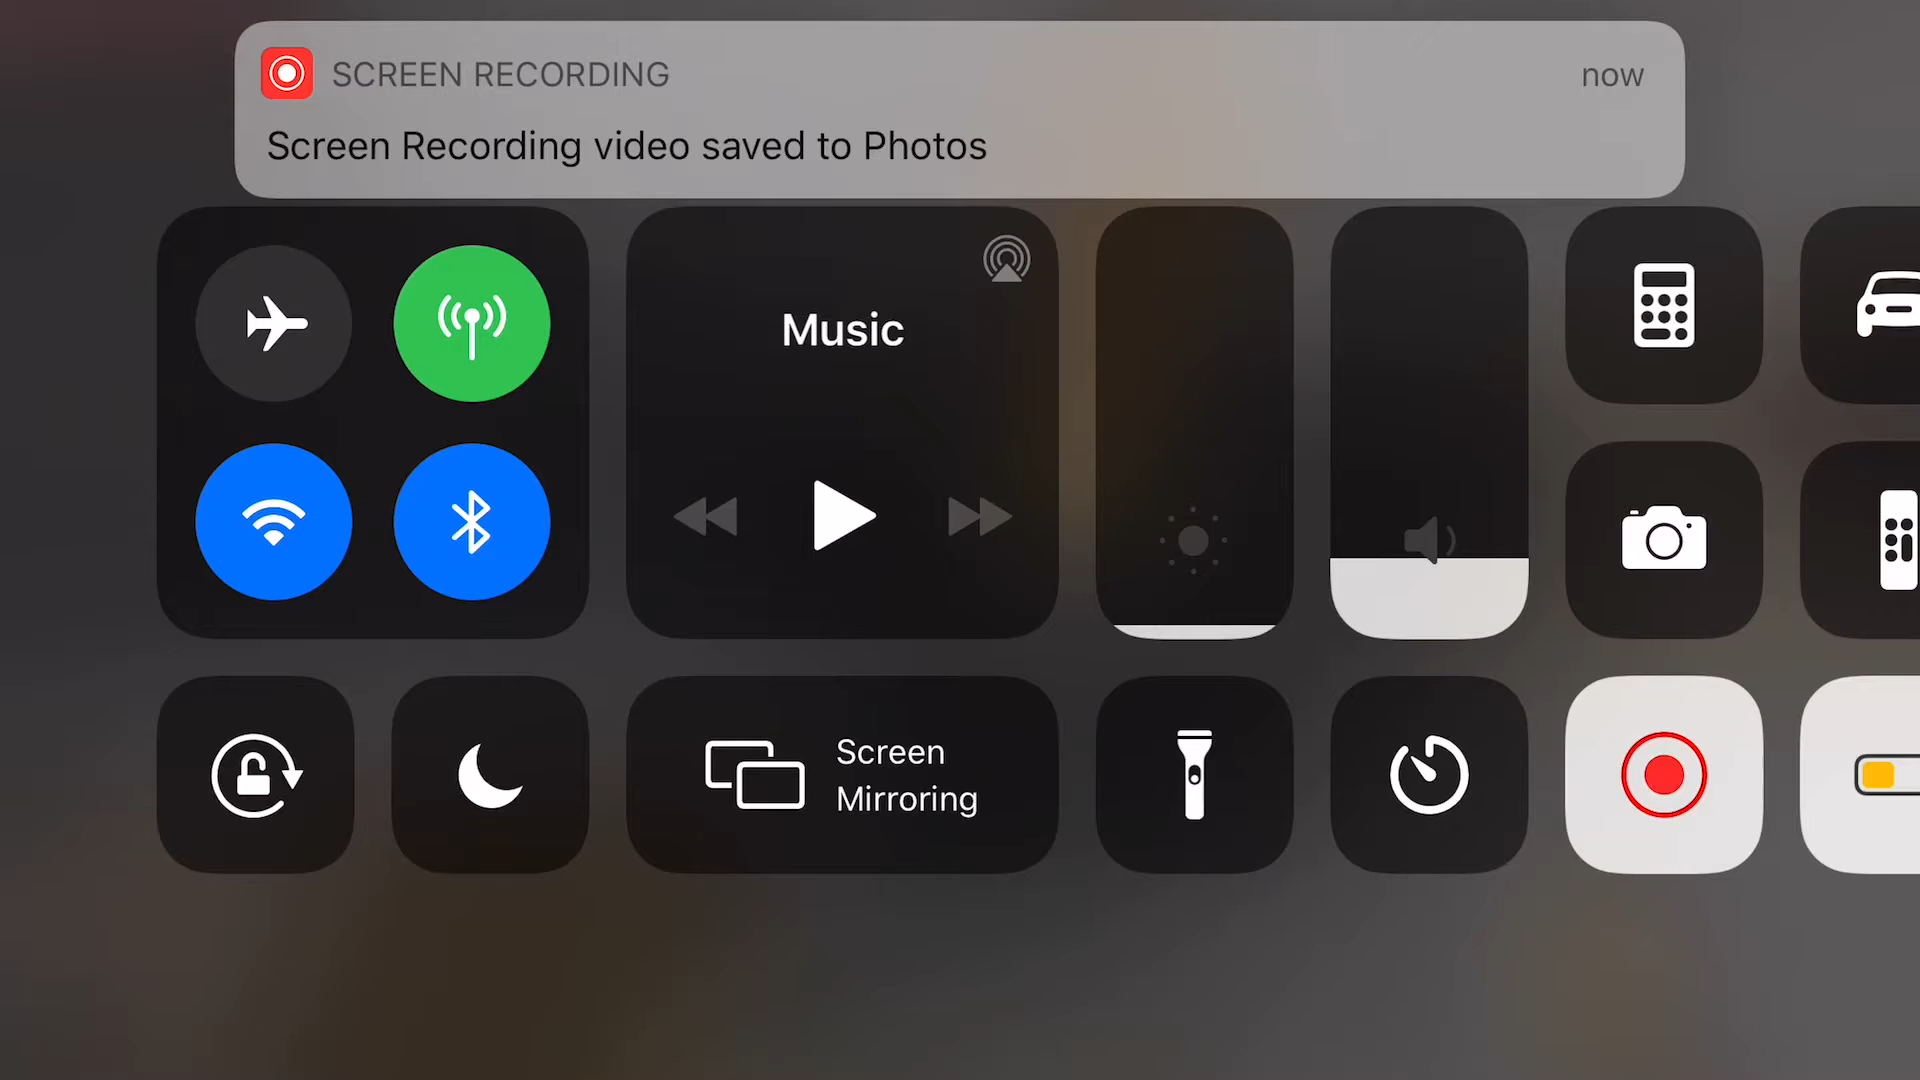 SCREEN RECORDING
now
Screen Recording video saved to Photos
Music
Screen
Mirroring